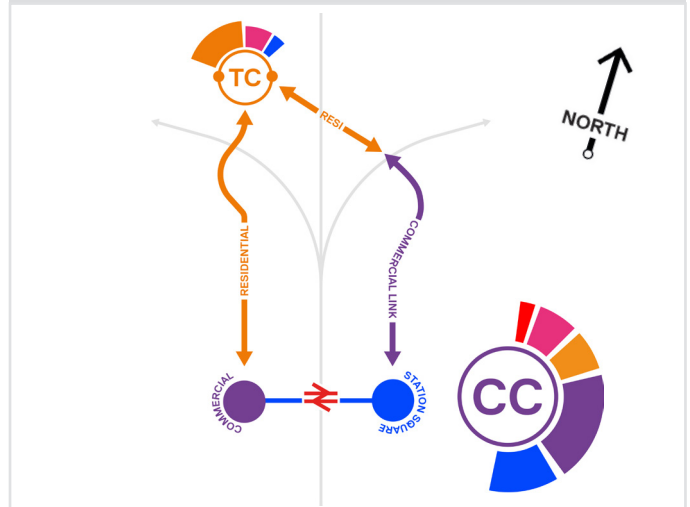 TC
RESI
NORTH
RESIDENTIAL
COMMERCIAL LINK
COMMERCIAL
STATION SQUARE
CC